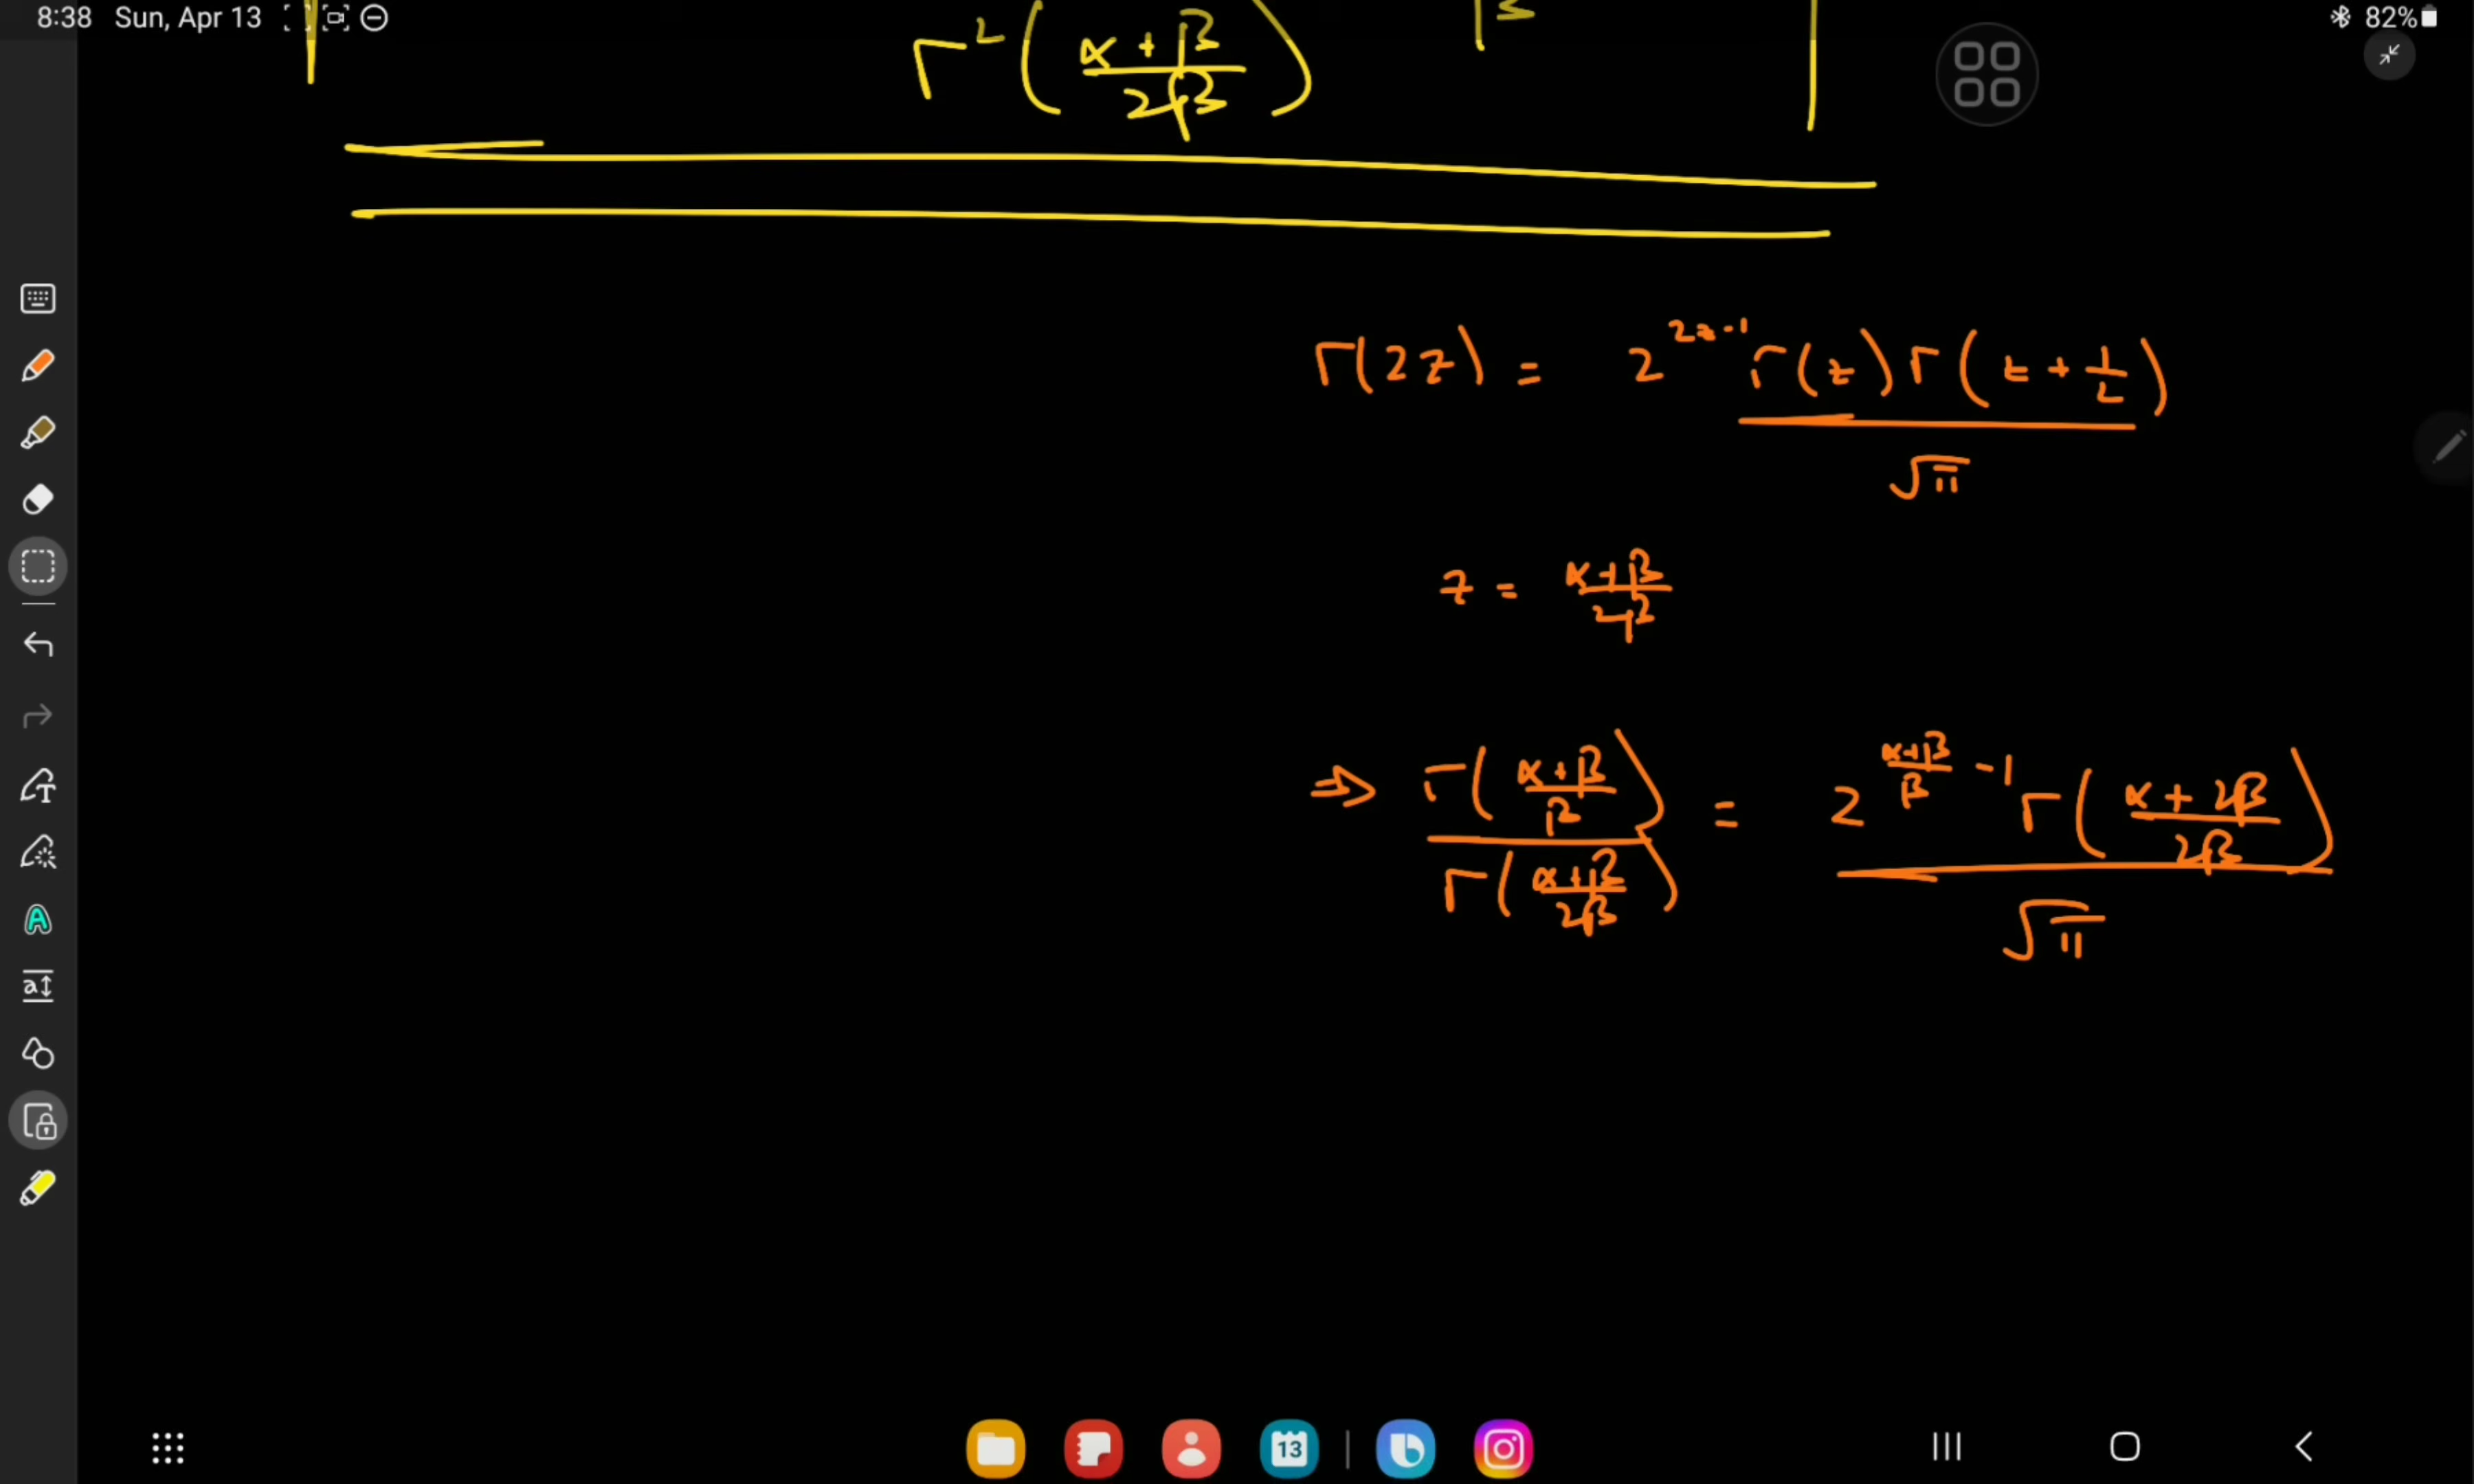 8:38 Sun, Apr 13
82%
Γ²((α+β)/(2β))
β
Γ(2z) = 2^(2z-1) Γ(z) Γ(z + 1/2) / √π
z = (α+β)/(2β)
⇒ Γ((α+β)/β) / Γ((α+β)/(2β)) = 2^((α+β)/β - 1) Γ((α+2β)/(2β)) / √π
T
A
a
13